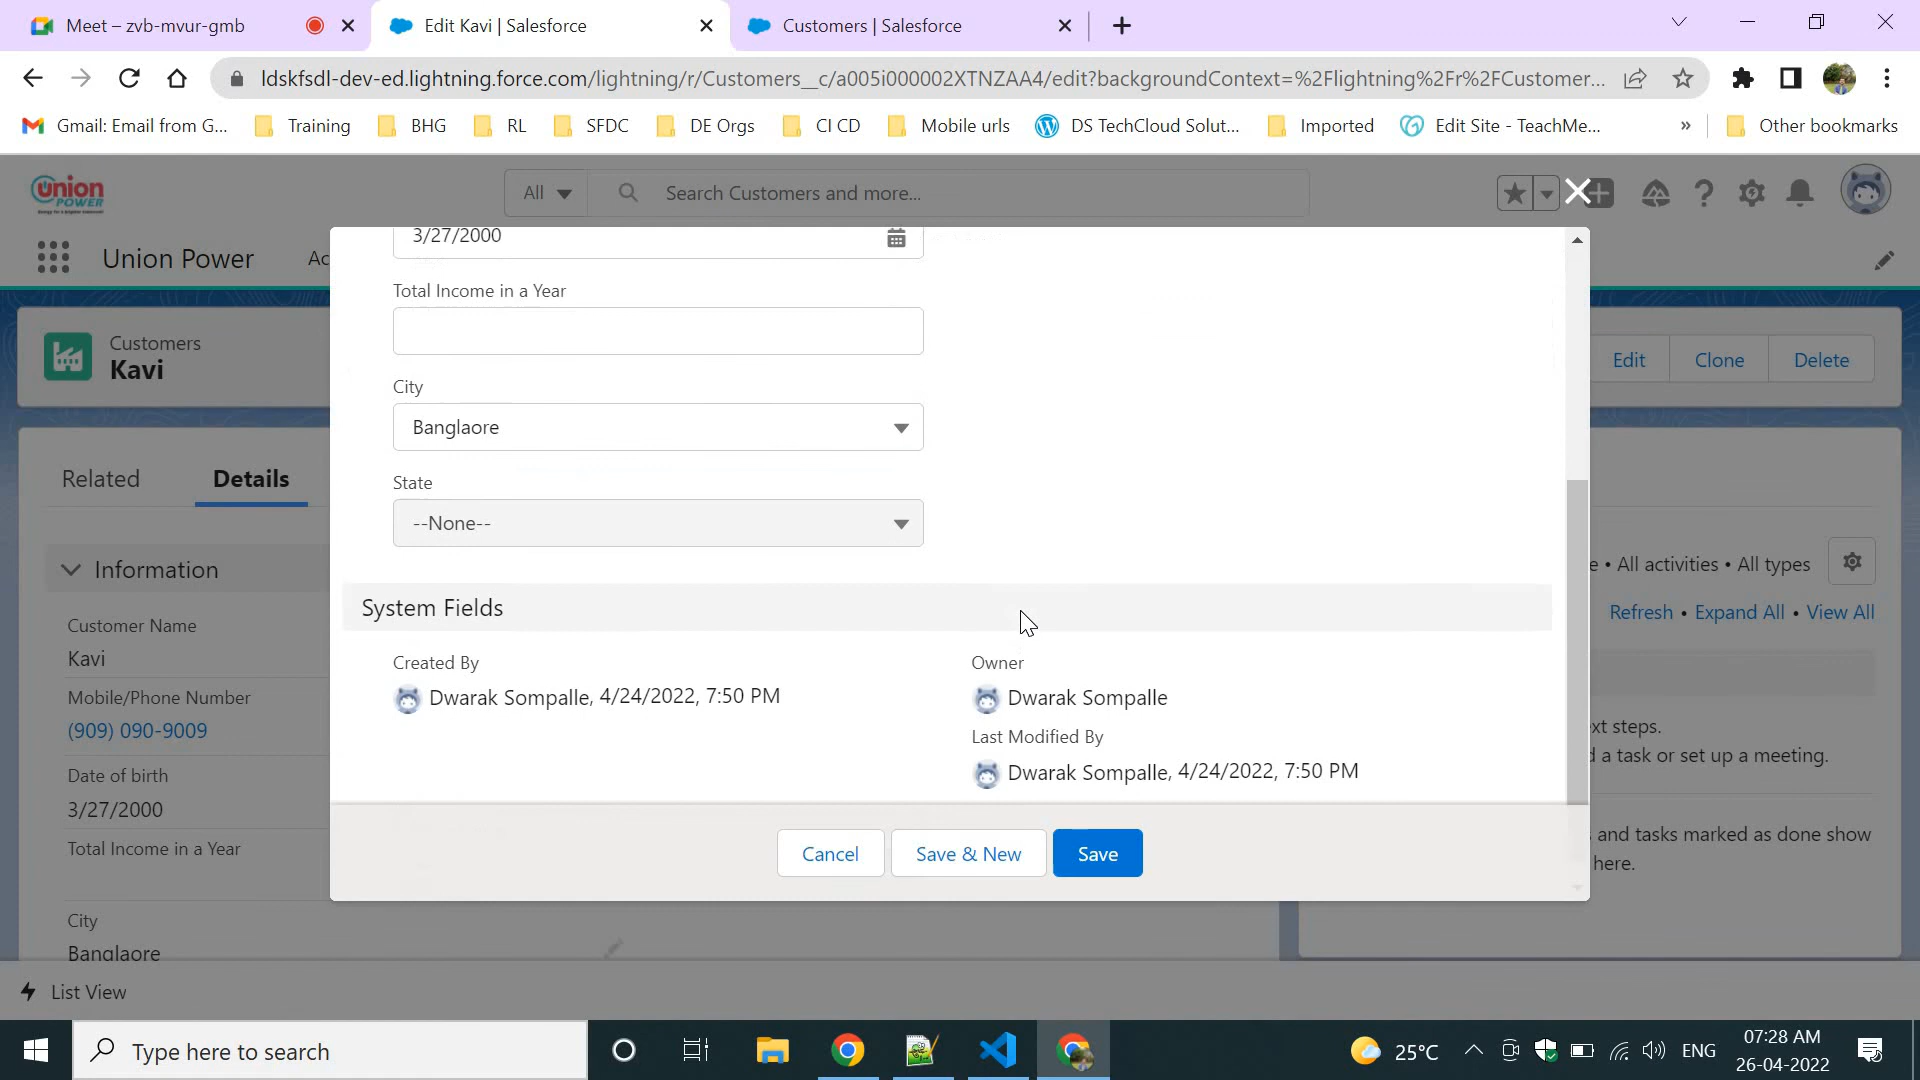 Meet – zvb-mvur-gmb
Edit Kavi | Salesforce
Customers | Salesforce
ldskfsdl-dev-ed.lightning.force.com/lightning/r/Customers__c/a005i000002XTNZAA4/edit?backgroundContext=%2Flightning%2Fr%2FCustomer...
Gmail: Email from G...
Training
BHG
RL
SFDC
DE Orgs
CI CD
Mobile urls
DS TechCloud Solut...
Imported
Edit Site - TeachMe...
»
Other bookmarks
union
POWER
All
Search Customers and more...
Union Power
Ac
Customers
Kavi
Edit
Clone
Delete
Related
Details
Information
Customer Name
Kavi
Mobile/Phone Number
(909) 090-9009
Date of birth
3/27/2000
Total Income in a Year
City
Banglaore
3/27/2000
Total Income in a Year
City
Banglaore
State
--None--
System Fields
Created By
Dwarak Sompalle, 4/24/2022, 7:50 PM
Owner
Dwarak Sompalle
Last Modified By
Dwarak Sompalle, 4/24/2022, 7:50 PM
Cancel
Save & New
Save
e • All activities • All types
Refresh • Expand All • View All
xt steps.
d a task or set up a meeting.
and tasks marked as done show
here.
List View
Type here to search
25°C
ENG
07:28 AM
26-04-2022